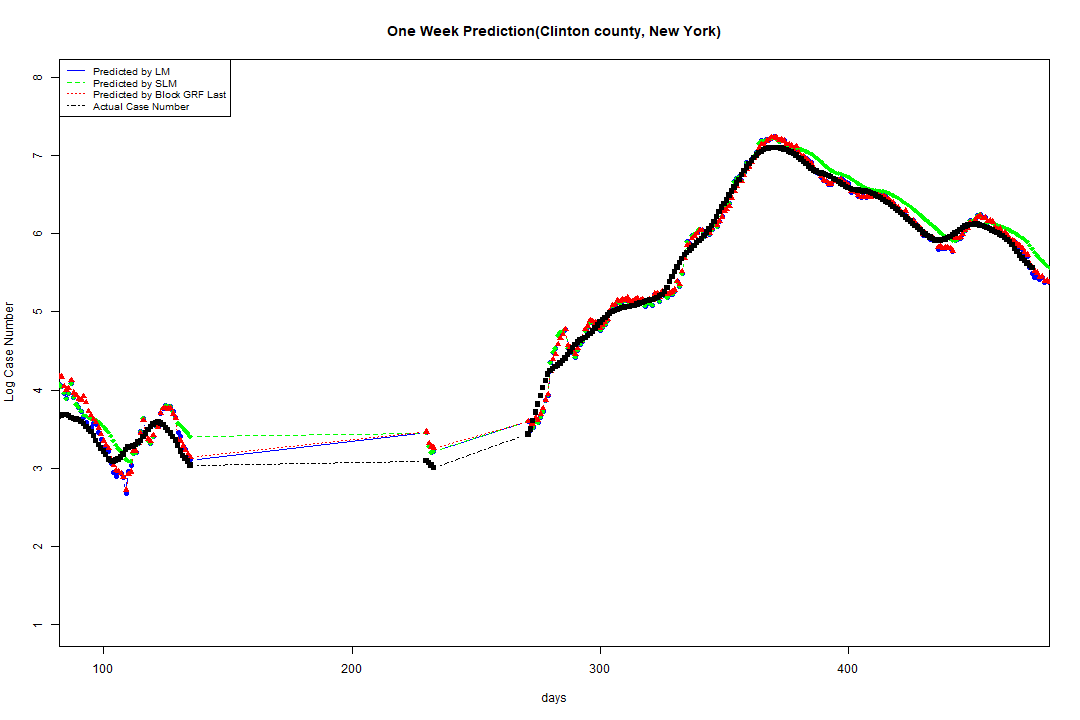 One Week Prediction(Clinton county, New York)
Predicted by LM
Predicted by SLM
Predicted by Block GRF Last
Actual Case Number
8
7
6
5
4
3
2
1
Log Case Number
100 200 300 400
days